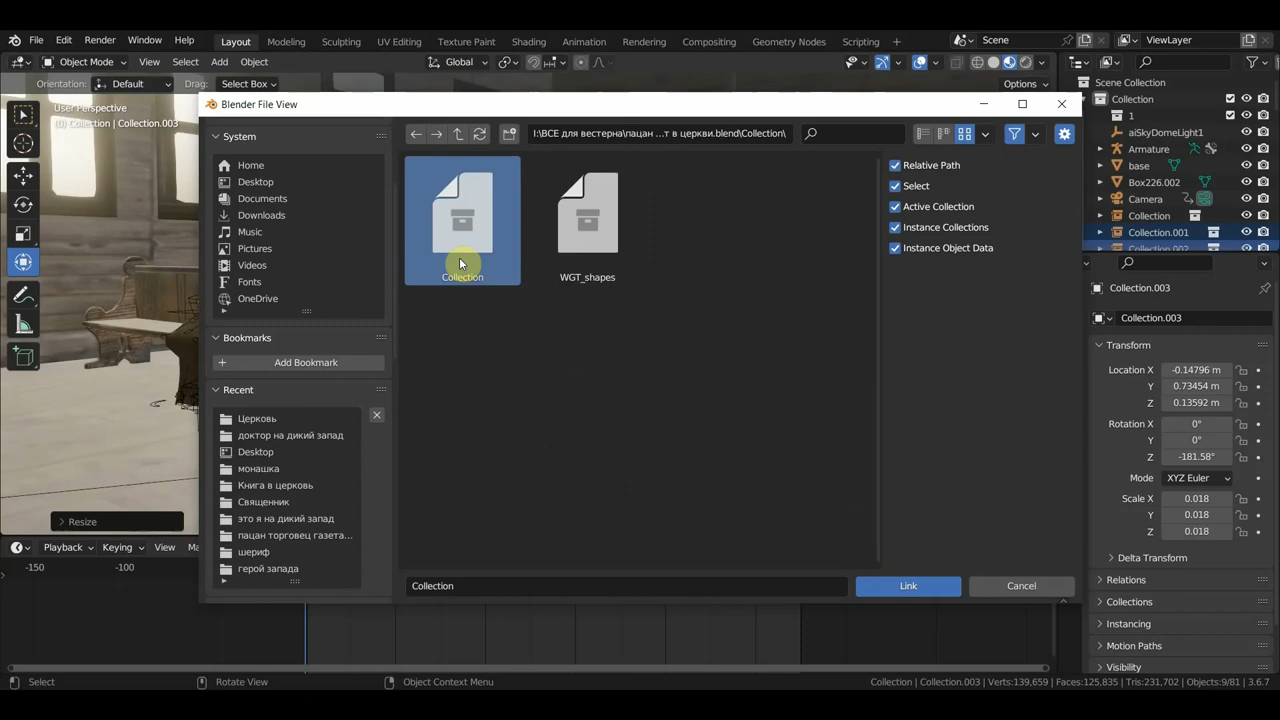 File Edit Render Window Help Layout Modeling Sculpting UV Editing Texture Paint Shading Animation Rendering Compositing Geometry Nodes Scripting + Scene ViewLayer
Object Mode View Select Add Object Global Options
Orientation: Default Drag: Select Box
User Perspective
(0) Collection | Collection.003
Blender File View
System
Home
Desktop
Documents
Downloads
Music
Pictures
Videos
Fonts
OneDrive
Bookmarks
+ Add Bookmark
Recent
Церковь
доктор на дикий запад
Desktop
монашка
Книга в церковь
Священник
это я на дикий запад
пацан торговец газета...
шериф
герой запада
I:\ВСЕ для вестерна\пацан ...т в церкви.blend\Collection\
Collection
WGT_shapes
Relative Path
Select
Active Collection
Instance Collections
Instance Object Data
Collection
Link
Cancel
Scene Collection
Collection
1
aiSkyDomeLight1
Armature
base
Box226.002
Camera
Collection
Collection.001
Collection.002
Collection.003
Collection.003
Transform
Location X -0.14796 m
Y 0.73454 m
Z 0.13592 m
Rotation X 0°
Y 0°
Z -181.58°
Mode XYZ Euler
Scale X 0.018
Y 0.018
Z 0.018
Delta Transform
Relations
Collections
Instancing
Motion Paths
Visibility
Resize
Playback Keying View Ma
-150 -100
Select Rotate View Object Context Menu Collection | Collection.003 | Verts:139,659 | Faces:125,835 | Tris:231,702 | Objects:9/81 | 3.6.7